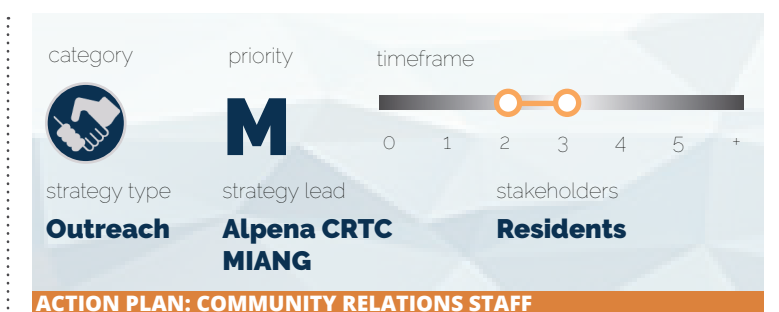 category priority timeframe
M
0 1 2 3 4 5 +
strategy type strategy lead stakeholders
Outreach Alpena CRTC Residents
MIANG
ACTION PLAN: COMMUNITY RELATIONS STAFF